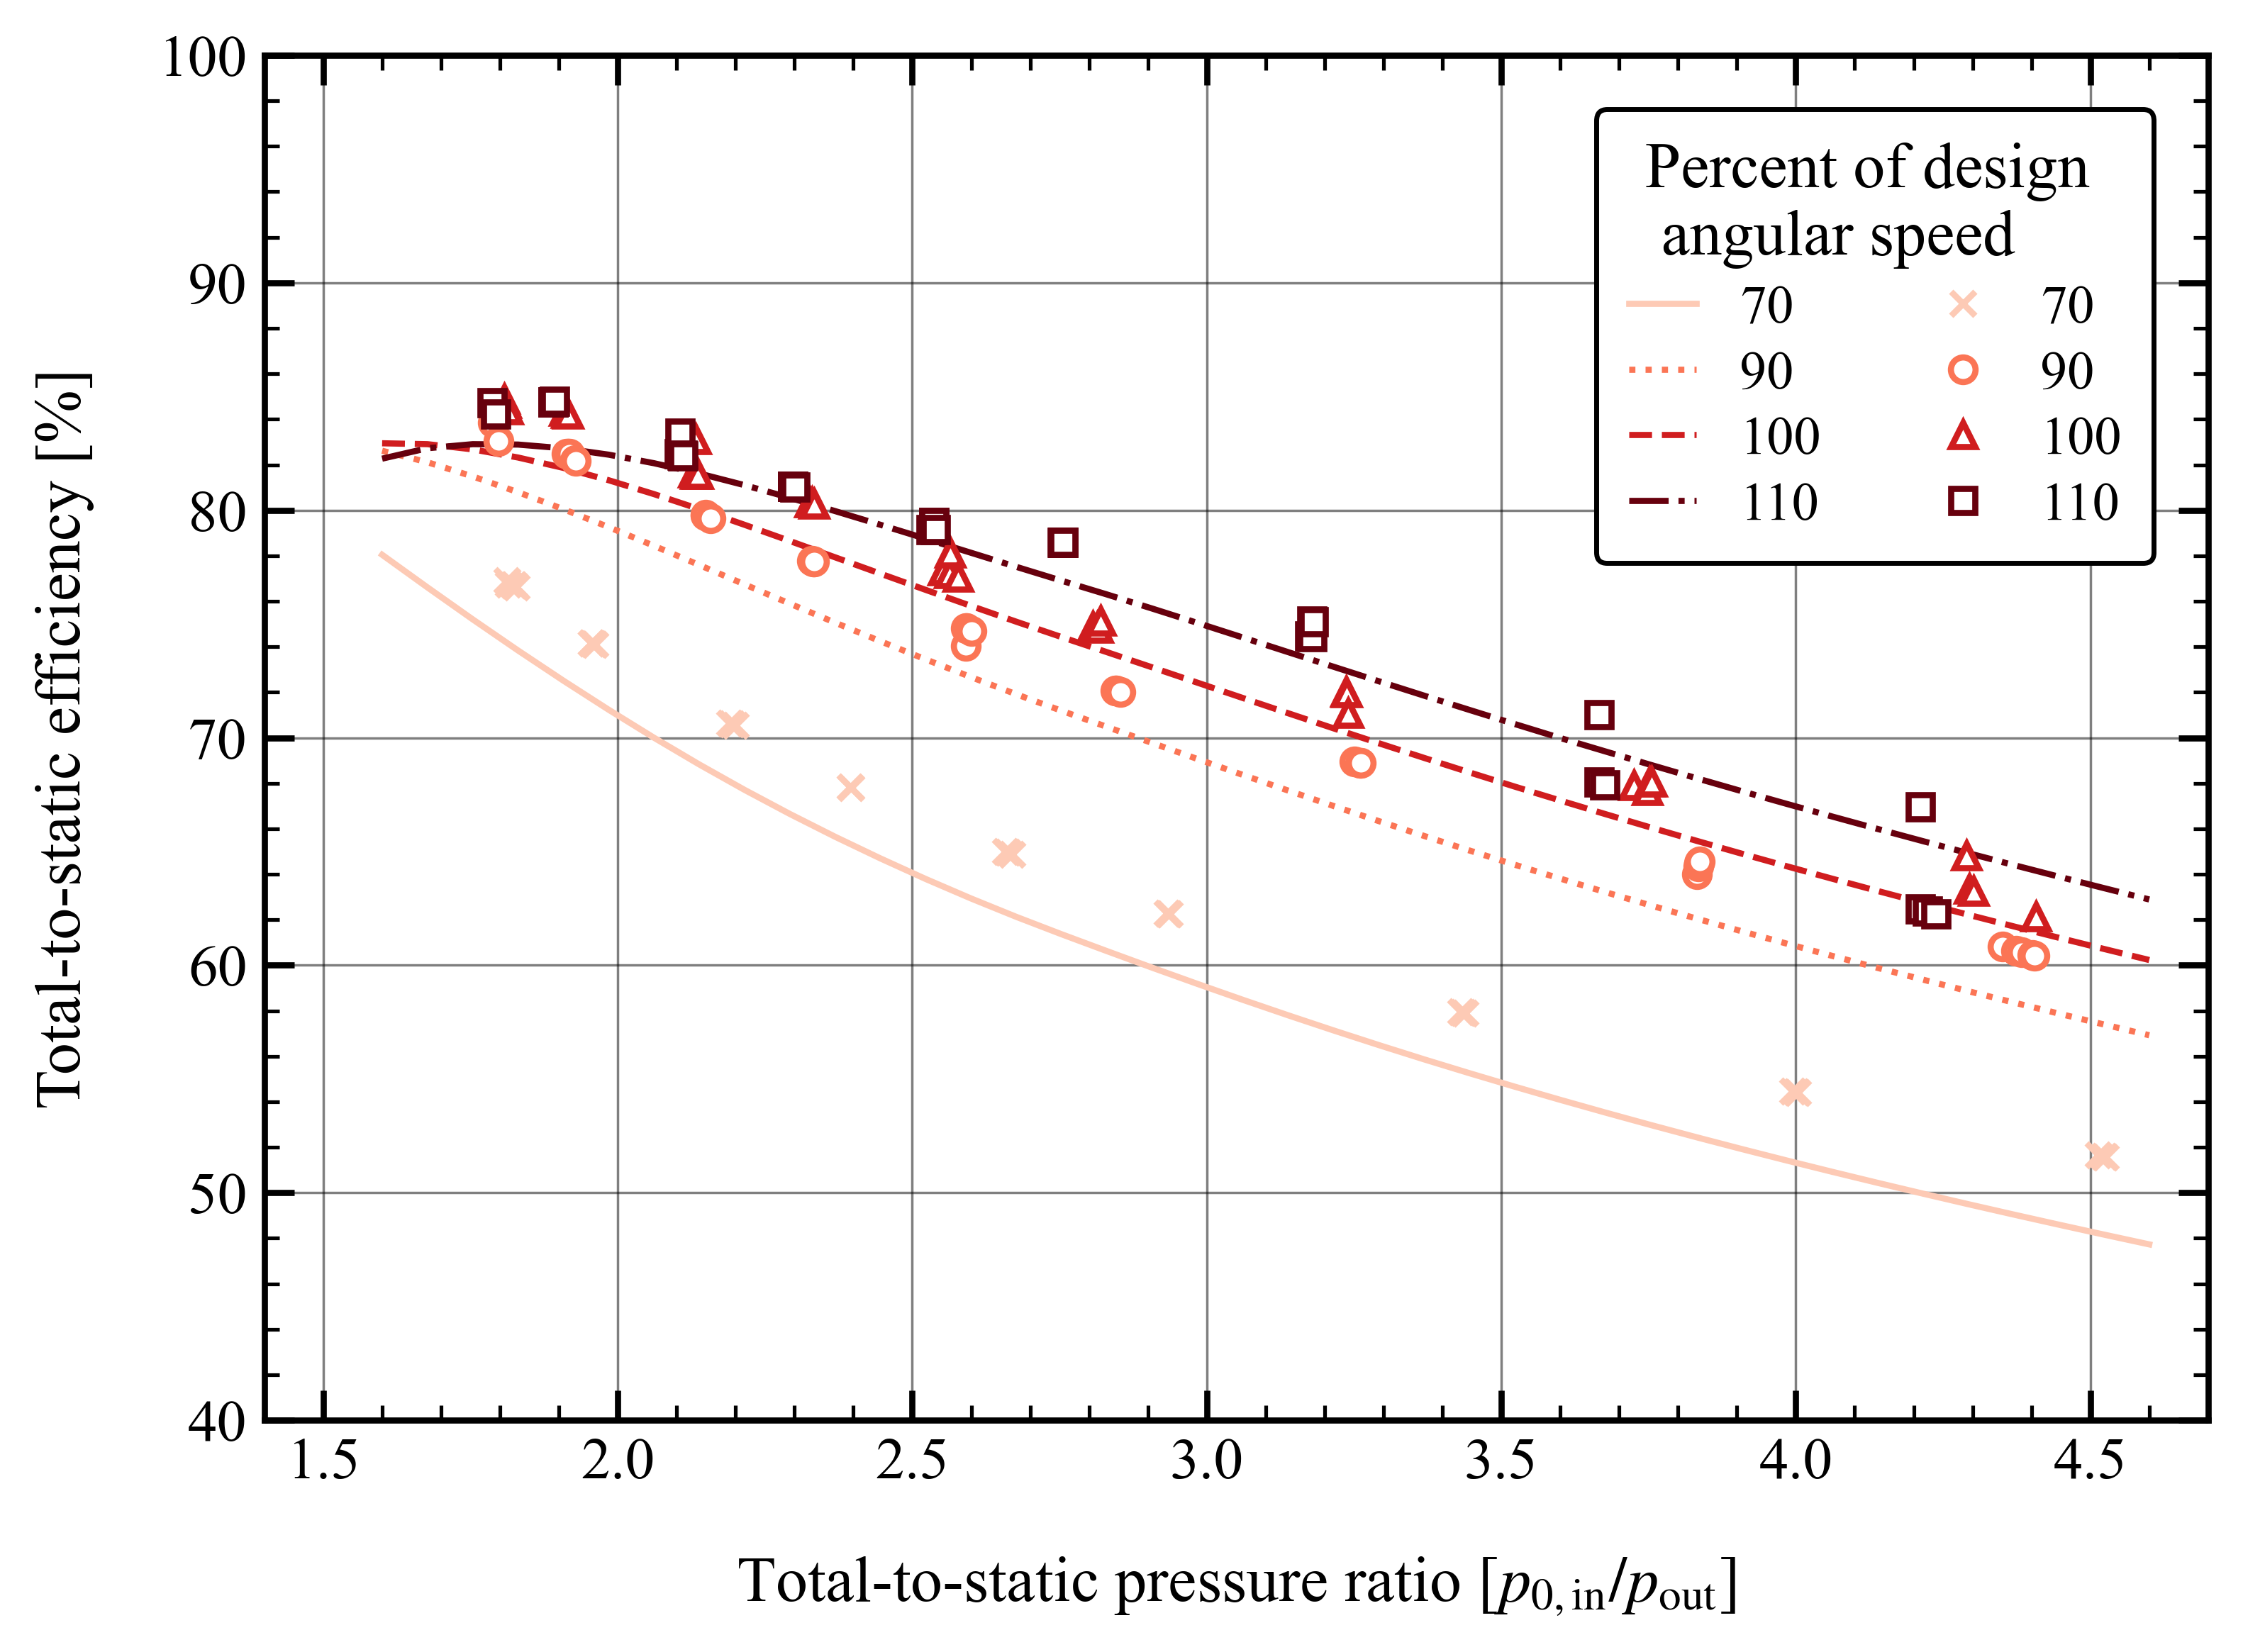 100
90
80
70
60
50
40
Total-to-static efficiency [%]
Percent of design
angular speed
70 70
90 90
100 100
110 110
1.5 2.0 2.5 3.0 3.5 4.0 4.5
Total-to-static pressure ratio [p0, in/pout]